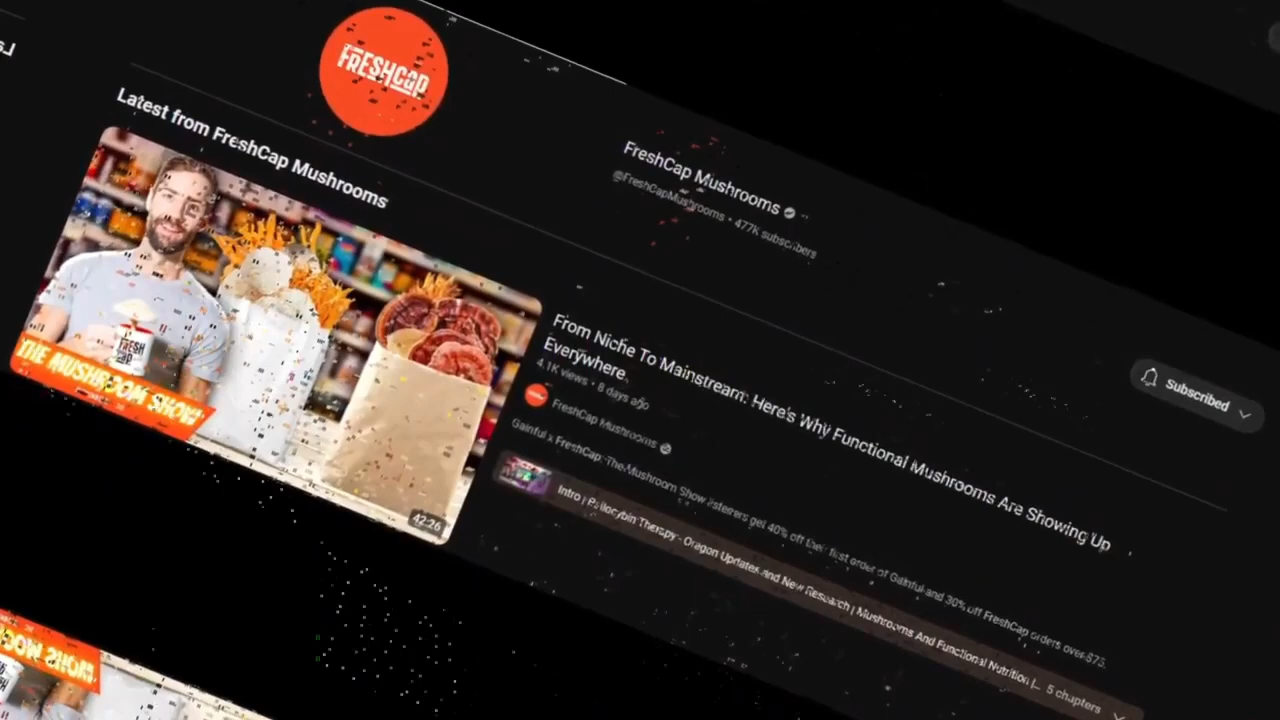 FRESHCAP
Latest from FreshCap Mushrooms
FreshCap Mushrooms
@FreshCapMushrooms • 477K subscribers
Subscribed
FRESH
CAP
THE MUSHROOM SHOW
42:26
From Niche To Mainstream: Here's Why Functional Mushrooms Are Showing Up
Everywhere
4.1K views • 8 days ago
FreshCap Mushrooms
Gainful x FreshCap: The Mushroom Show listeners get 40% off their first order of Gainful and 30% off FreshCap orders over $75.
Intro | Psilocybin Therapy - Oregon Updates and New Research | Mushrooms And Functional Nutrition |... 5 chapters
ROOM SHOW